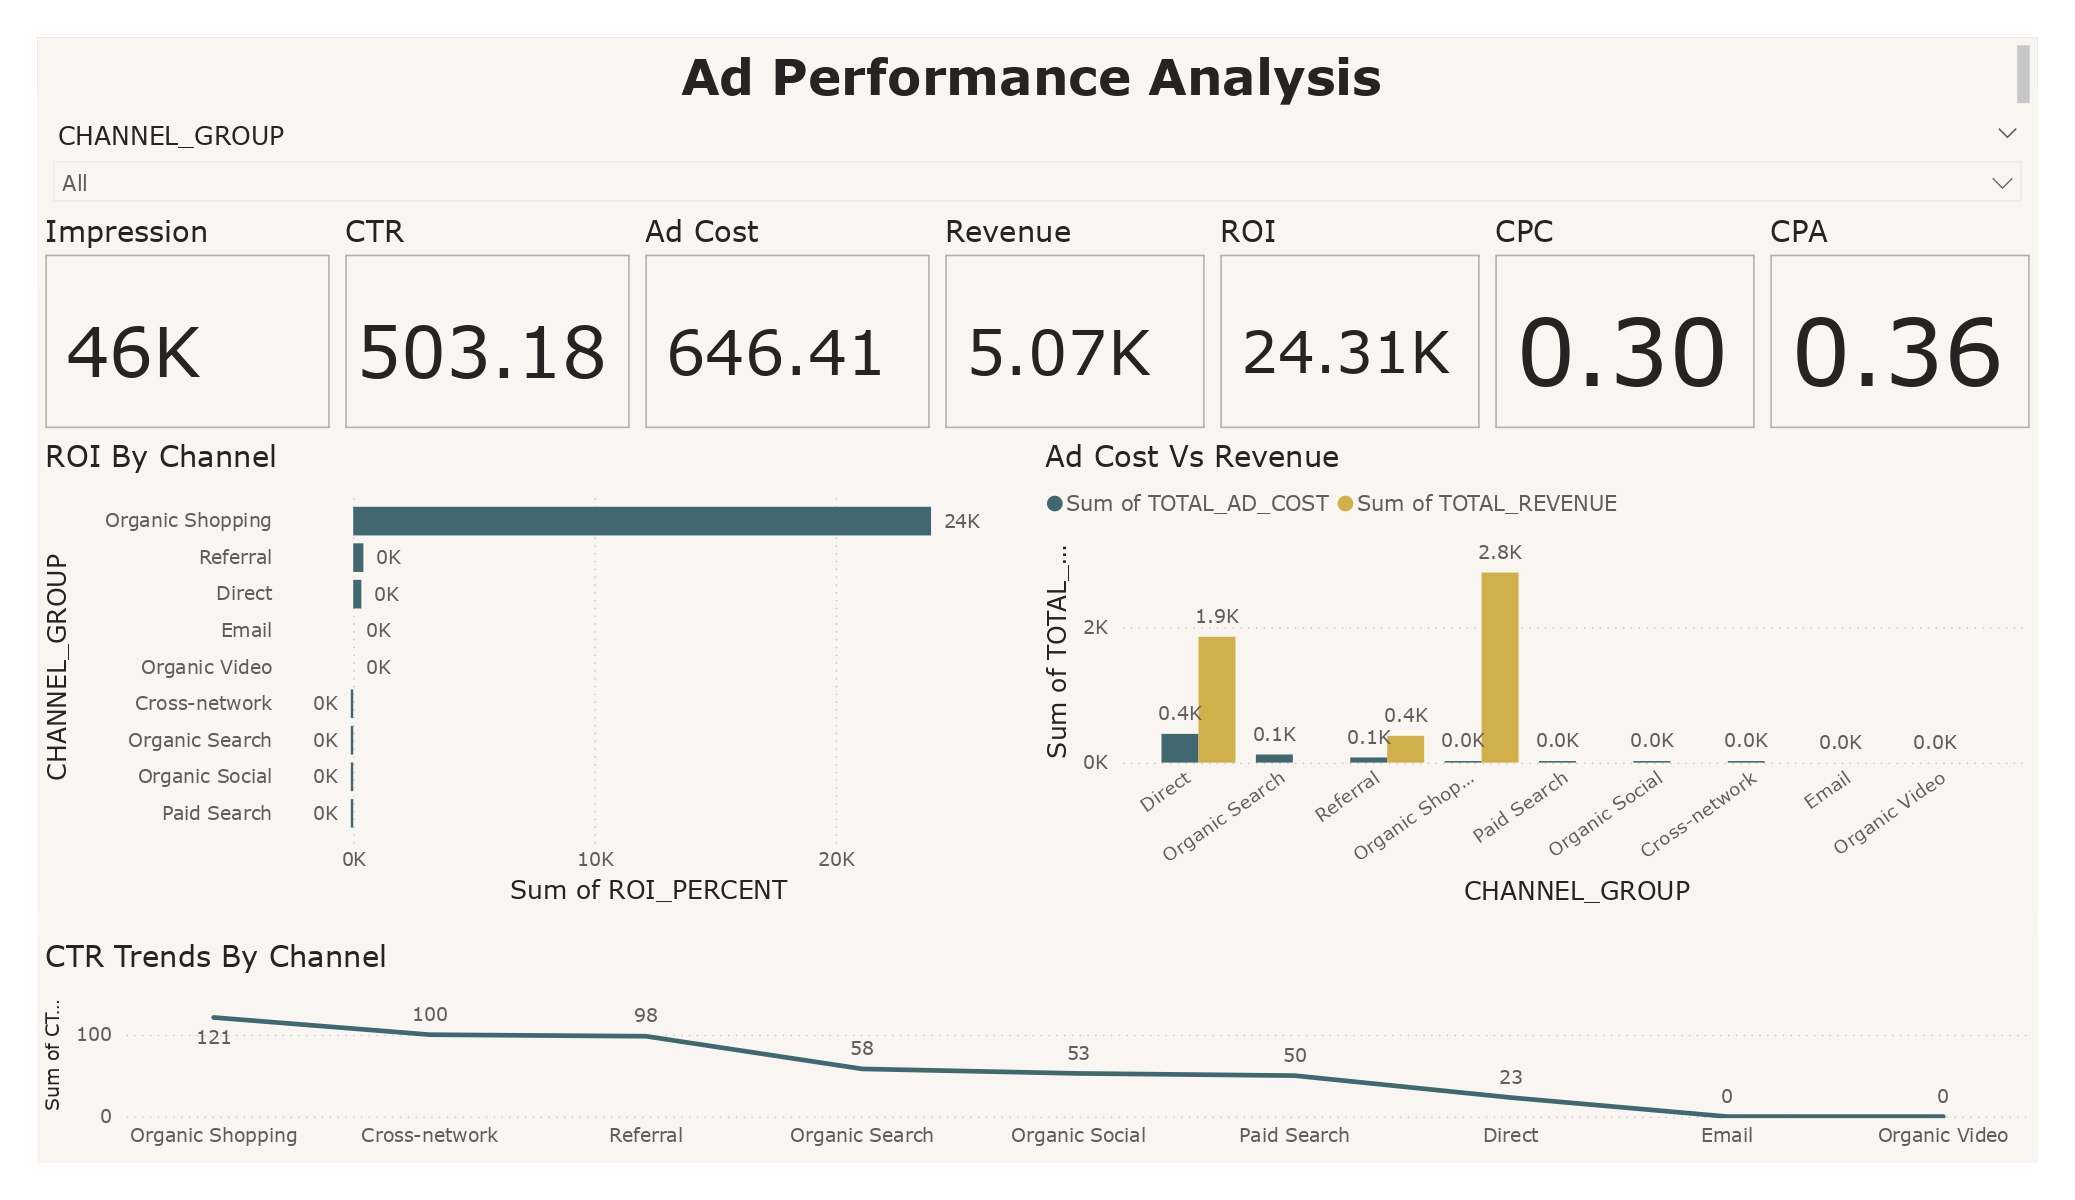 Ad Performance Analysis
CHANNEL_GROUP
All
Impression
CTR
Ad Cost
Revenue
ROI
CPC
CPA
46K
503.18
646.41
5.07K
24.31K
0.30
0.36
ROI By Channel
CHANNEL_GROUP
Organic Shopping 24K
Referral 0K
Direct 0K
Email 0K
Organic Video 0K
Cross-network 0K
Organic Search 0K
Organic Social 0K
Paid Search 0K
0K 10K 20K
Sum of ROI_PERCENT
Ad Cost Vs Revenue
Sum of TOTAL_AD_COST Sum of TOTAL_REVENUE
Sum of TOTAL_...
2K
0K
0.4K 1.9K 0.1K 0.1K 0.4K 0.0K 2.8K 0.0K 0.0K 0.0K 0.0K 0.0K
Direct
Organic Search
Referral
Organic Shop...
Paid Search
Organic Social
Cross-network
Email
Organic Video
CHANNEL_GROUP
CTR Trends By Channel
Sum of CT...
100
0
121 100 98 58 53 50 23 0 0
Organic Shopping Cross-network Referral Organic Search Organic Social Paid Search Direct Email Organic Video